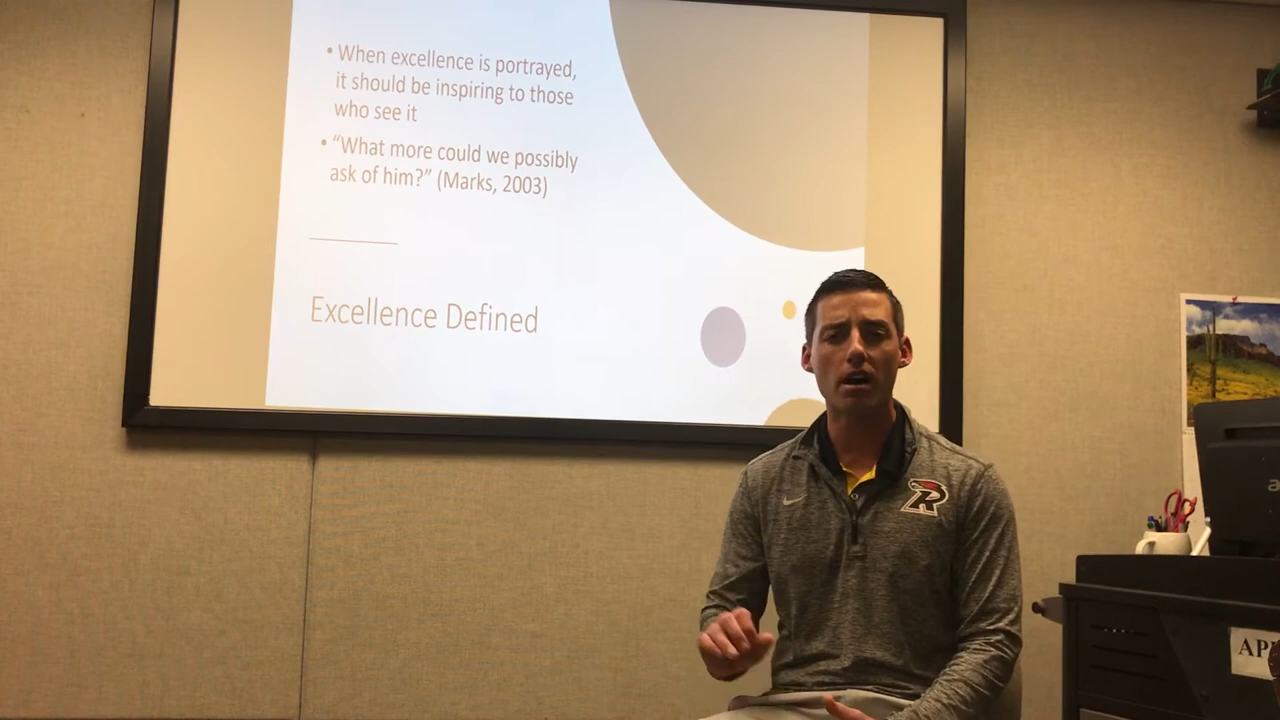 • When excellence is portrayed,
it should be inspiring to those
who see it
• “What more could we possibly
ask of him?” (Marks, 2003)
Excellence Defined
R